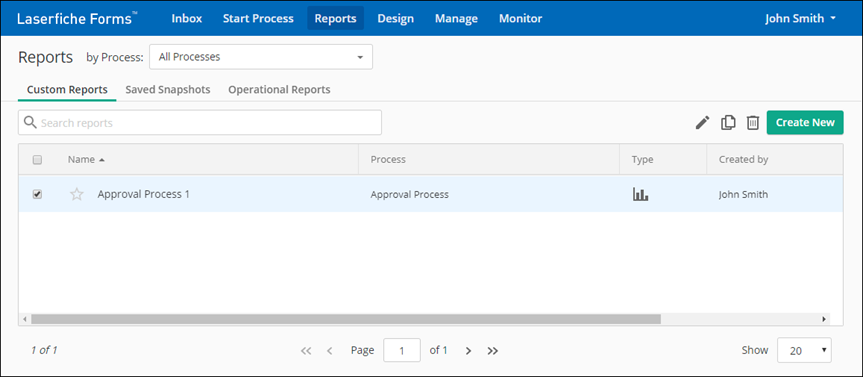 Laserfiche Forms™ Inbox Start Process Reports Design Manage Monitor John Smith
Reports by Process: All Processes
Custom Reports Saved Snapshots Operational Reports
Search reports Create New
Name Process Type Created by
Approval Process 1 Approval Process John Smith
1 of 1 Page 1 of 1 Show 20